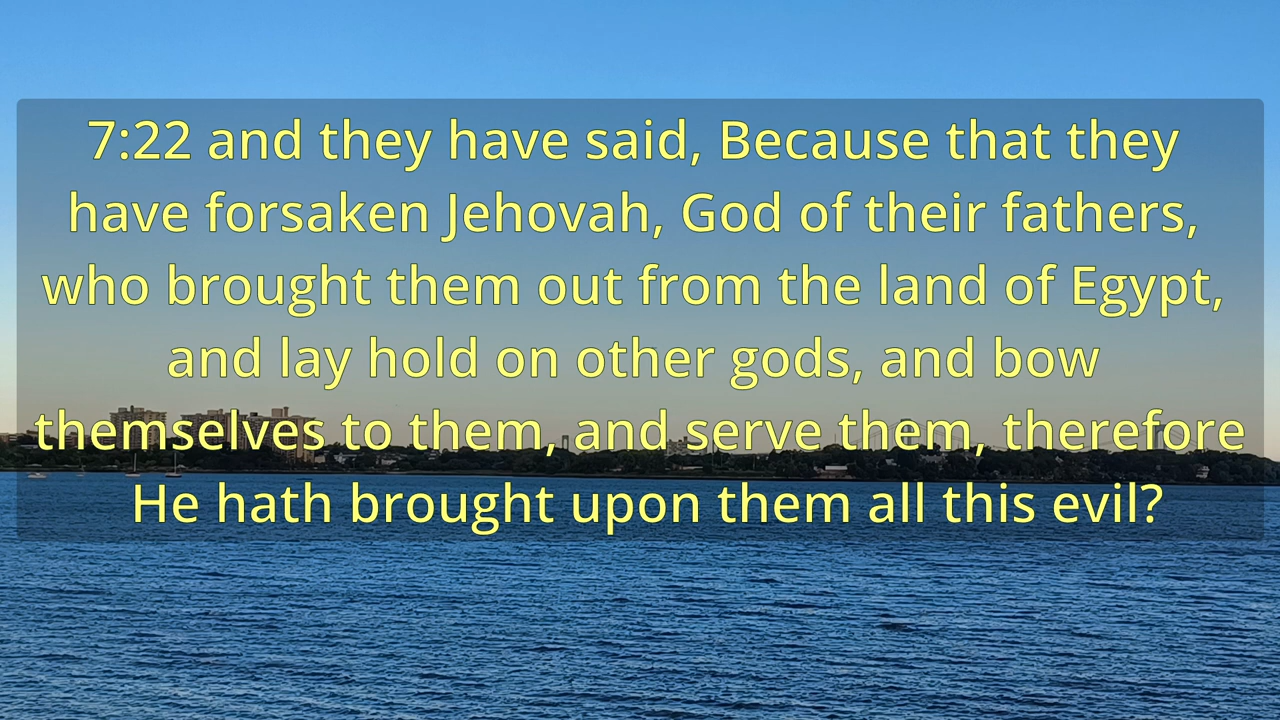 7:22 and they have said, Because that they
have forsaken Jehovah, God of their fathers,
who brought them out from the land of Egypt,
and lay hold on other gods, and bow
themselves to them, and serve them, therefore
He hath brought upon them all this evil?